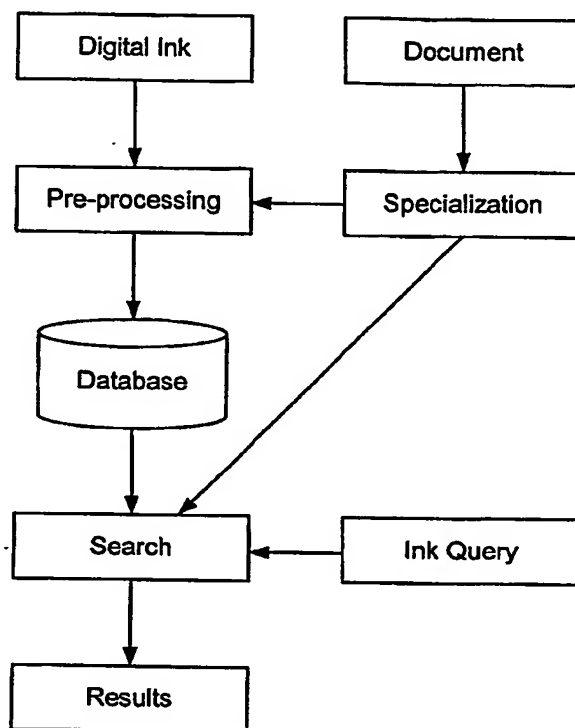 Digital Ink
Document
Pre-processing
Specialization
Database
Search
Ink Query
Results